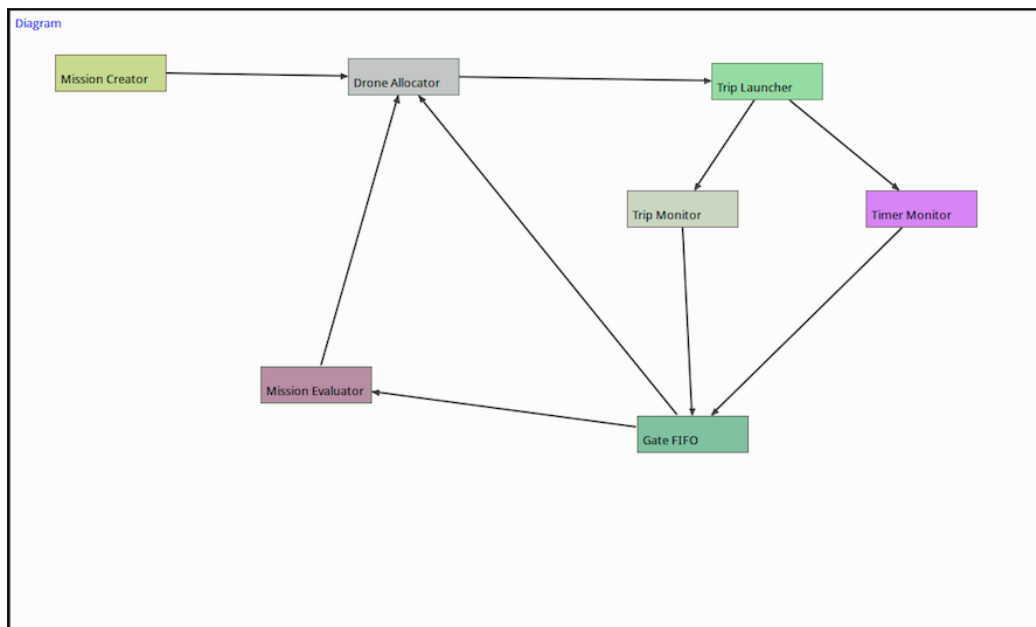 Diagram
Mission Creator
Drone Allocator
Trip Launcher
Trip Monitor
Timer Monitor
Mission Evaluator
Gate FIFO